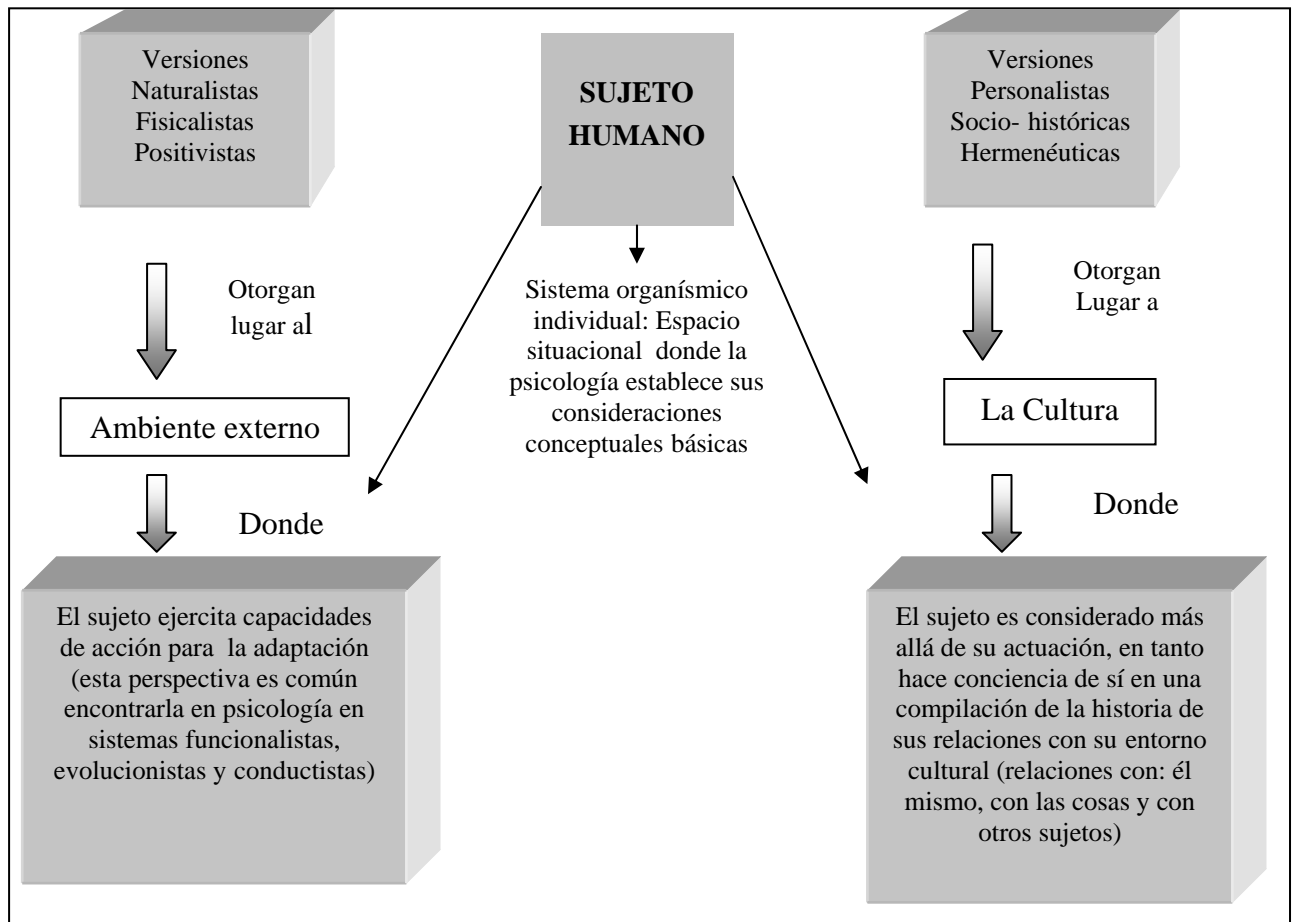 Versiones
Naturalistas
Fisicalistas
Positivistas
Otorgan
lugar al
Ambiente externo
Donde
El sujeto ejercita capacidades
de acción para la adaptación
(esta perspectiva es común
encontrarla en psicología en
sistemas funcionalistas,
evolucionistas y conductistas)
SUJETO
HUMANO
Sistema organísmico
individual: Espacio
situacional donde la
psicología establece sus
consideraciones
conceptuales básicas
Versiones
Personalistas
Socio- históricas
Hermenéuticas
Otorgan
Lugar a
La Cultura
Donde
El sujeto es considerado más
allá de su actuación, en tanto
hace conciencia de sí en una
compilación de la historia de
sus relaciones con su entorno
cultural (relaciones con: él
mismo, con las cosas y con
otros sujetos)